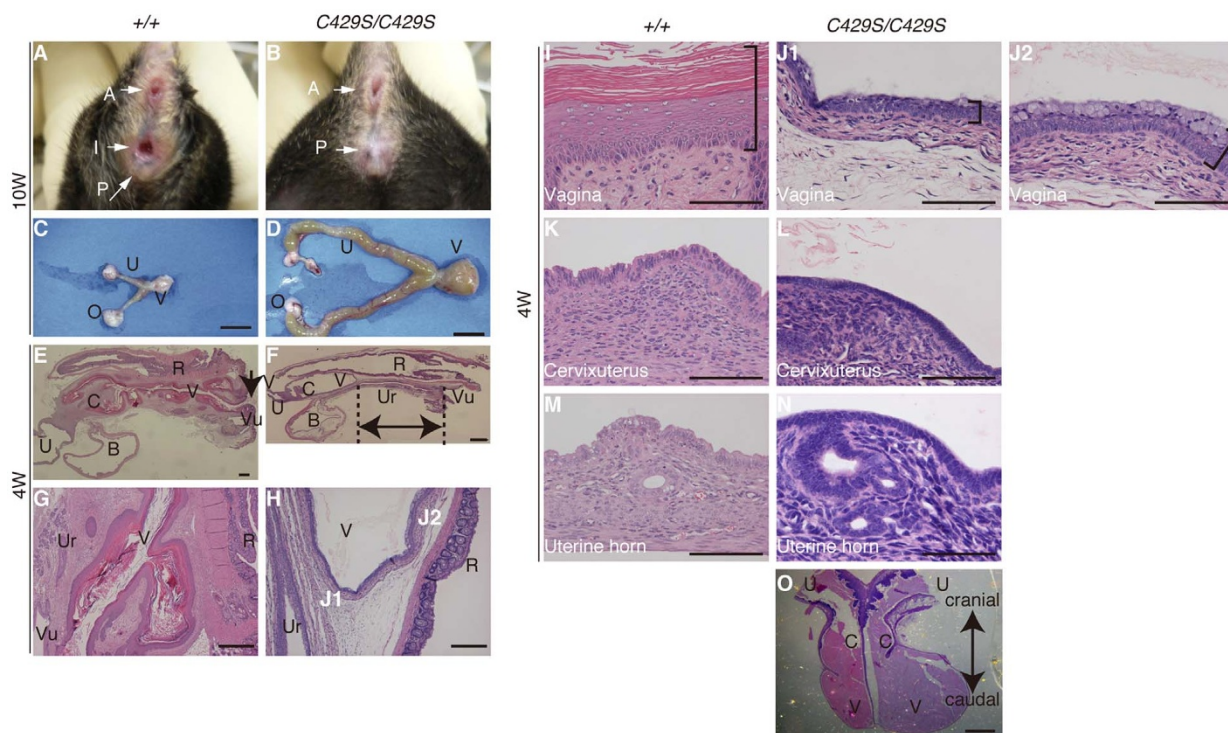 +/+ C429S/C429S +/+ C429S/C429S
10W
A
A
I
P
B
A
P
C
U
V
O
D
U
V
O
4W
E
R
V
C
Vu
U
B
F
R
V
V
C
U
Ur
Vu
B
G
V
Ur
R
Vu
H
V
J2
R
J1
Ur
4W
I
Vagina
J1
Vagina
J2
Vagina
K
Cervixuterus
L
Cervixuterus
M
Uterine horn
N
Uterine horn
O
U
U
cranial
C
C
caudal
V
V